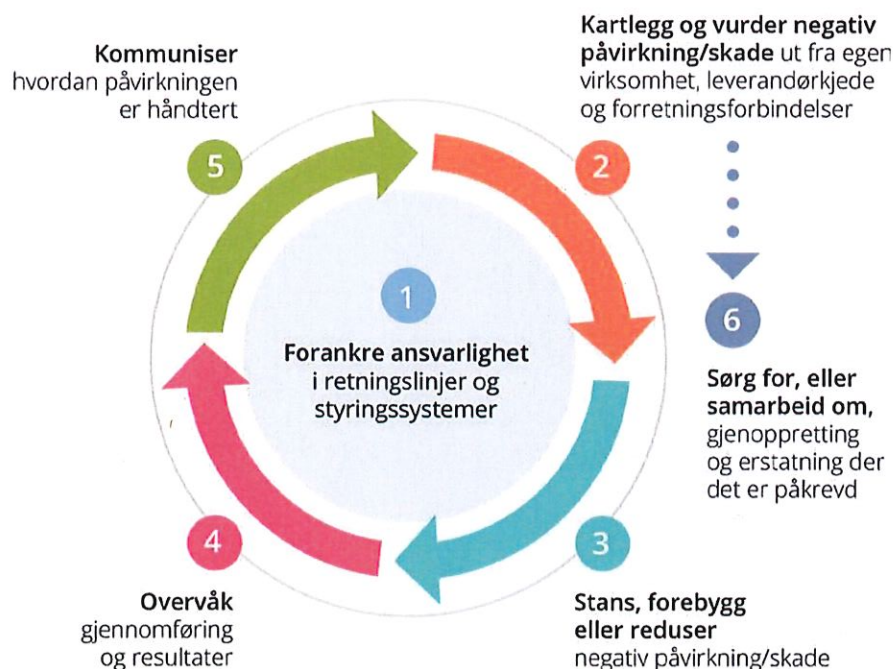 1
Forankre ansvarlighet
i retningslinjer og
styringssystemer
2
Kartlegg og vurder negativ
påvirkning/skade ut fra egen
virksomhet, leverandørkjede
og forretningsforbindelser
3
Stans, forebygg
eller reduser
negativ påvirkning/skade
4
Overvåk
gjennomføring
og resultater
5
Kommuniser
hvordan påvirkningen
er håndtert
6
Sørg for, eller
samarbeid om,
gjenoppretting
og erstatning der
det er påkrevd